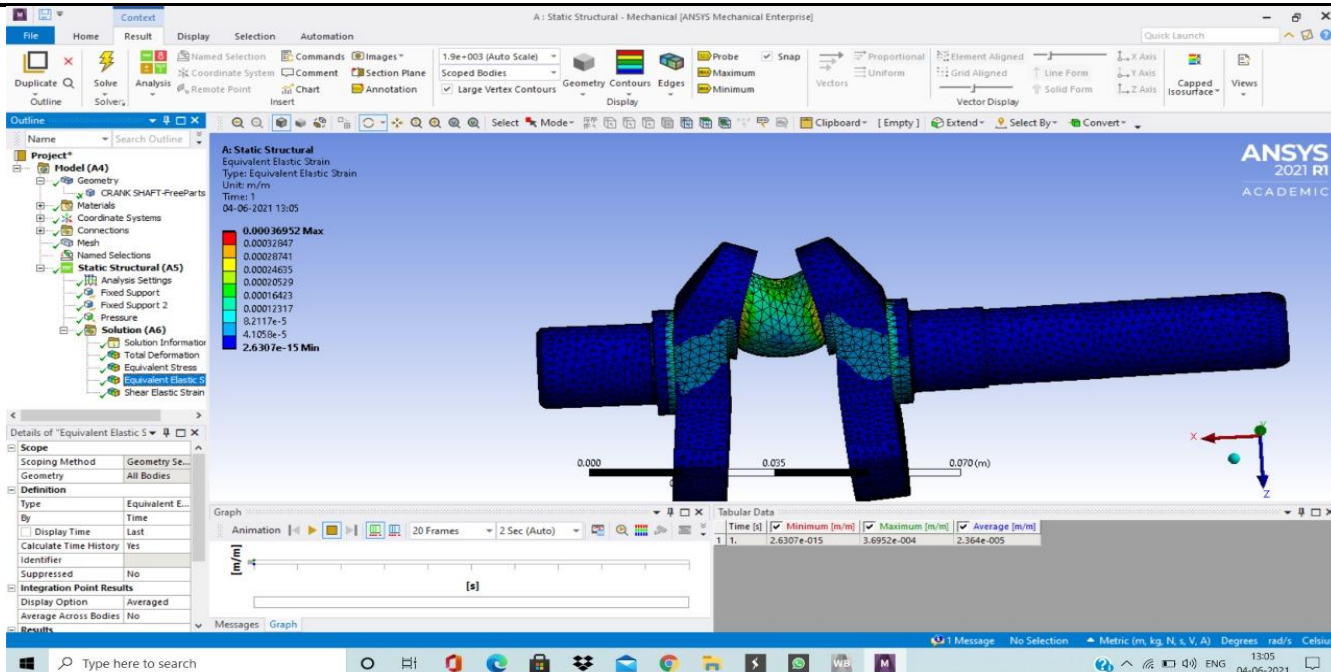 Context
A : Static Structural - Mechanical [ANSYS Mechanical Enterprise]
File Home Result Display Selection Automation
Quick Launch
Duplicate Q
Outline
Solve
Solver
Analysis
Named Selection
Coordinate System
Remote Point
Commands
Comment
Chart
Images
Section Plane
Annotation
Insert
1.9e+003 (Auto Scale)
Scoped Bodies
Large Vertex Contours
Geometry Contours Edges
Display
Probe
Maximum
Minimum
Snap
Vectors
Proportional
Uniform
Element Aligned
Grid Aligned
Line Form
Solid Form
X Axis
Y Axis
Z Axis
Vector Display
Capped Isosurface
Views
Outline
Select Mode
Clipboard [ Empty ] Extend Select By Convert
Name Search Outline
Project*
Model (A4)
Geometry
CRANK SHAFT-FreeParts
Materials
Coordinate Systems
Connections
Mesh
Named Selections
Static Structural (A5)
Analysis Settings
Fixed Support
Fixed Support 2
Pressure
Solution (A6)
Solution Information
Total Deformation
Equivalent Stress
Equivalent Elastic S
Shear Elastic Strain
A: Static Structural
Equivalent Elastic Strain
Type: Equivalent Elastic Strain
Unit: m/m
Time: 1
04-06-2021 13:05
0.00036952 Max
0.00032847
0.00028741
0.00024635
0.00020529
0.00016423
0.00012317
8.2117e-5
4.1058e-5
2.6307e-15 Min
ANSYS
2021 R1
ACADEMIC
0.000 0.035 0.070 (m)
X
Y
Z
Details of "Equivalent Elastic S
Scope
Scoping Method Geometry Se...
Geometry All Bodies
Definition
Type Equivalent E...
By Time
Display Time Last
Calculate Time History Yes
Identifier
Suppressed No
Integration Point Results
Display Option Averaged
Average Across Bodies No
Results
Graph
Animation 20 Frames 2 Sec (Auto)
[m/m]
[s]
Messages Graph
Tabular Data
Time [s] Minimum [m/m] Maximum [m/m] Average [m/m]
1 1. 2.6307e-015 3.6952e-004 2.364e-005
1 Message No Selection Metric (m, kg, N, s, V, A) Degrees rad/s Celsiu
Type here to search
WB
M
ENG
13:05
04-06-2021